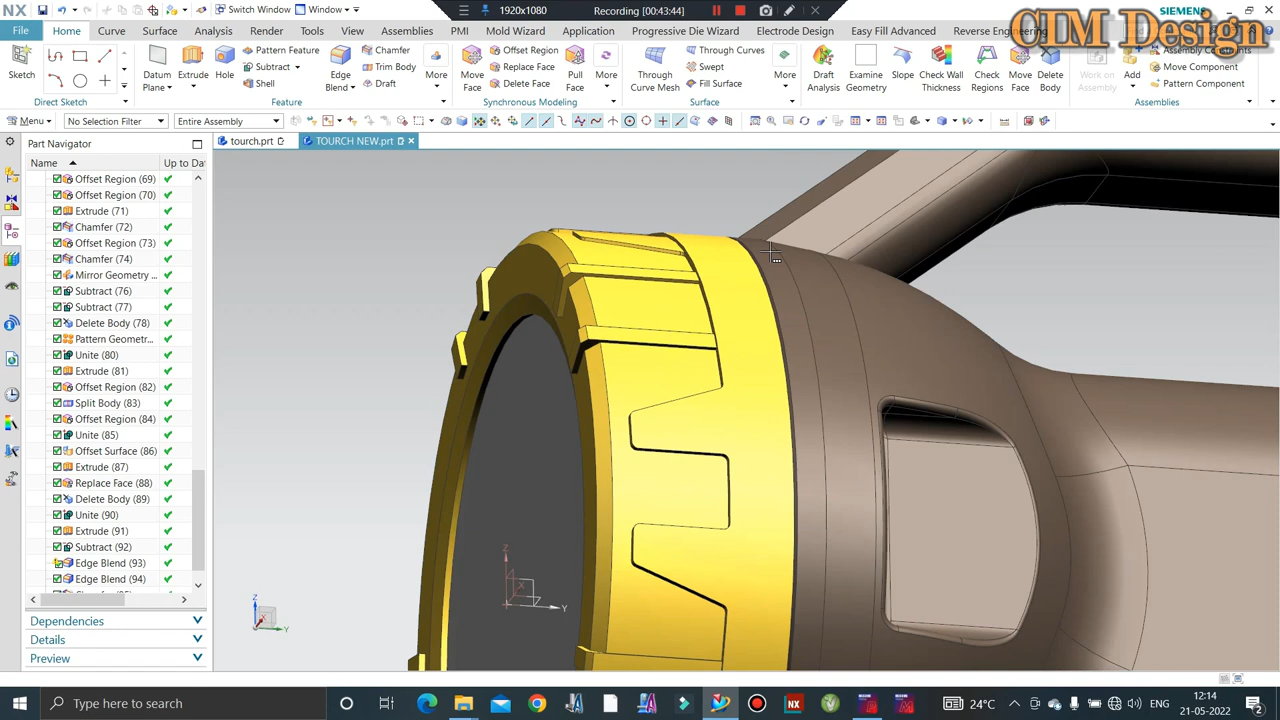 NX
Switch Window
Window
1920x1080
Recording [00:43:44]
SIEMENS
CIM Design
File
Home
Curve
Surface
Analysis
View
Render
Tools
Assemblies
PMI
Mold Wizard
Application
Progressive Die Wizard
Electrode Design
Easy Fill Advanced
Reverse Engineering
Sketch
Datum Plane
Extrude
Hole
Pattern Feature
Subtract
Shell
Edge Blend
Chamfer
Trim Body
Draft
More
Move Face
Offset Region
Replace Face
Delete Face
Pull Face
More
Through Curve Mesh
Through Curves
Swept
Fill Surface
More
Draft Analysis
Examine Geometry
Slope
Check Wall Thickness
Check Regions
Move Face
Delete Body
Work on Assembly
Add
Assembly Constraints
Move Component
Pattern Component
Direct Sketch
Feature
Synchronous Modeling
Surface
Assemblies
Menu
No Selection Filter
Entire Assembly
Part Navigator
tourch.prt
TOURCH NEW.prt
Name
Up to Dat
Offset Region (69)
Offset Region (70)
Extrude (71)
Chamfer (72)
Offset Region (73)
Chamfer (74)
Mirror Geometry ...
Subtract (76)
Subtract (77)
Delete Body (78)
Pattern Geomet...
Unite (80)
Extrude (81)
Offset Region (82)
Split Body (83)
Offset Region (84)
Unite (85)
Offset Surface (86)
Extrude (87)
Replace Face (88)
Delete Body (89)
Unite (90)
Extrude (91)
Subtract (92)
Edge Blend (93)
Edge Blend (94)
Dependencies
Details
Preview
Z
X
Y
Z
Y
Type here to search
24°C
ENG
12:14
21-05-2022
2